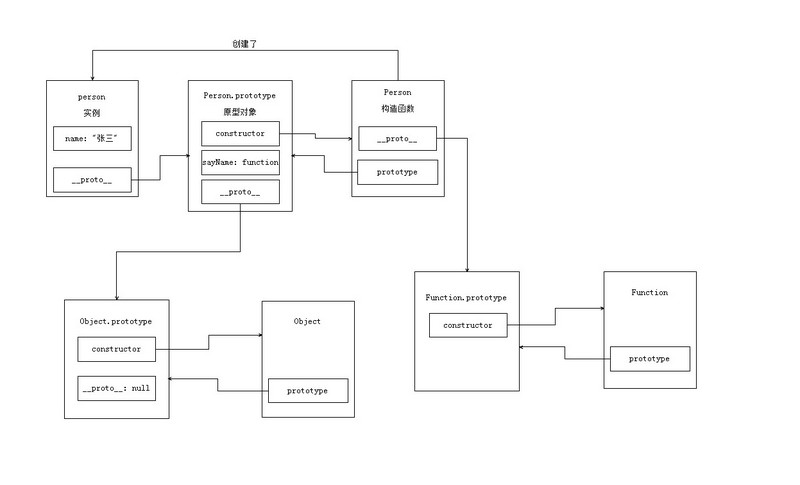 创建了
person
实例
name: "张三"
__proto__
Person.prototype
原型对象
constructor
sayName: function
__proto__
Person
构造函数
__proto__
prototype
Object.prototype
constructor
__proto__: null
Object
prototype
Function.prototype
constructor
Function
prototype